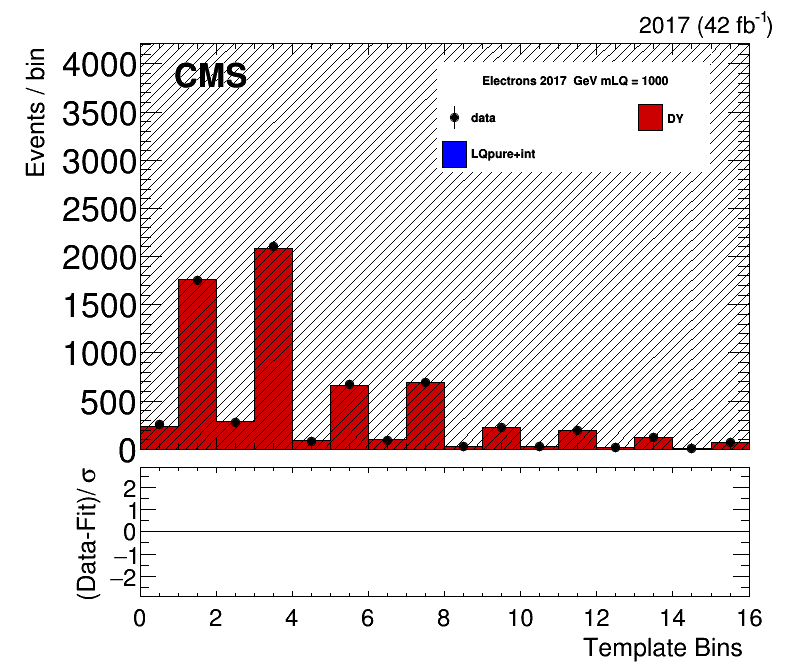 2017 (42 fb-1)
CMS
Electrons 2017 GeV mLQ = 1000
data
DY
LQpure+int
Events / bin
4000
3500
3000
2500
2000
1500
1000
500
0
(Data-Fit)/ σ
2
1
0
−1
−2
0 2 4 6 8 10 12 14 16
Template Bins